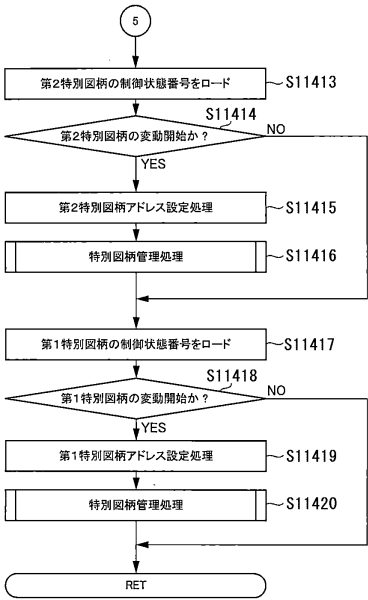 5
第2特別図柄の制御状態番号をロード
S11413
S11414
第2特別図柄の変動開始か?
NO
YES
第2特別図柄アドレス設定処理
S11415
特別図柄管理処理
S11416
第1特別図柄の制御状態番号をロード
S11417
S11418
第1特別図柄の変動開始か?
NO
YES
第1特別図柄アドレス設定処理
S11419
特別図柄管理処理
S11420
RET